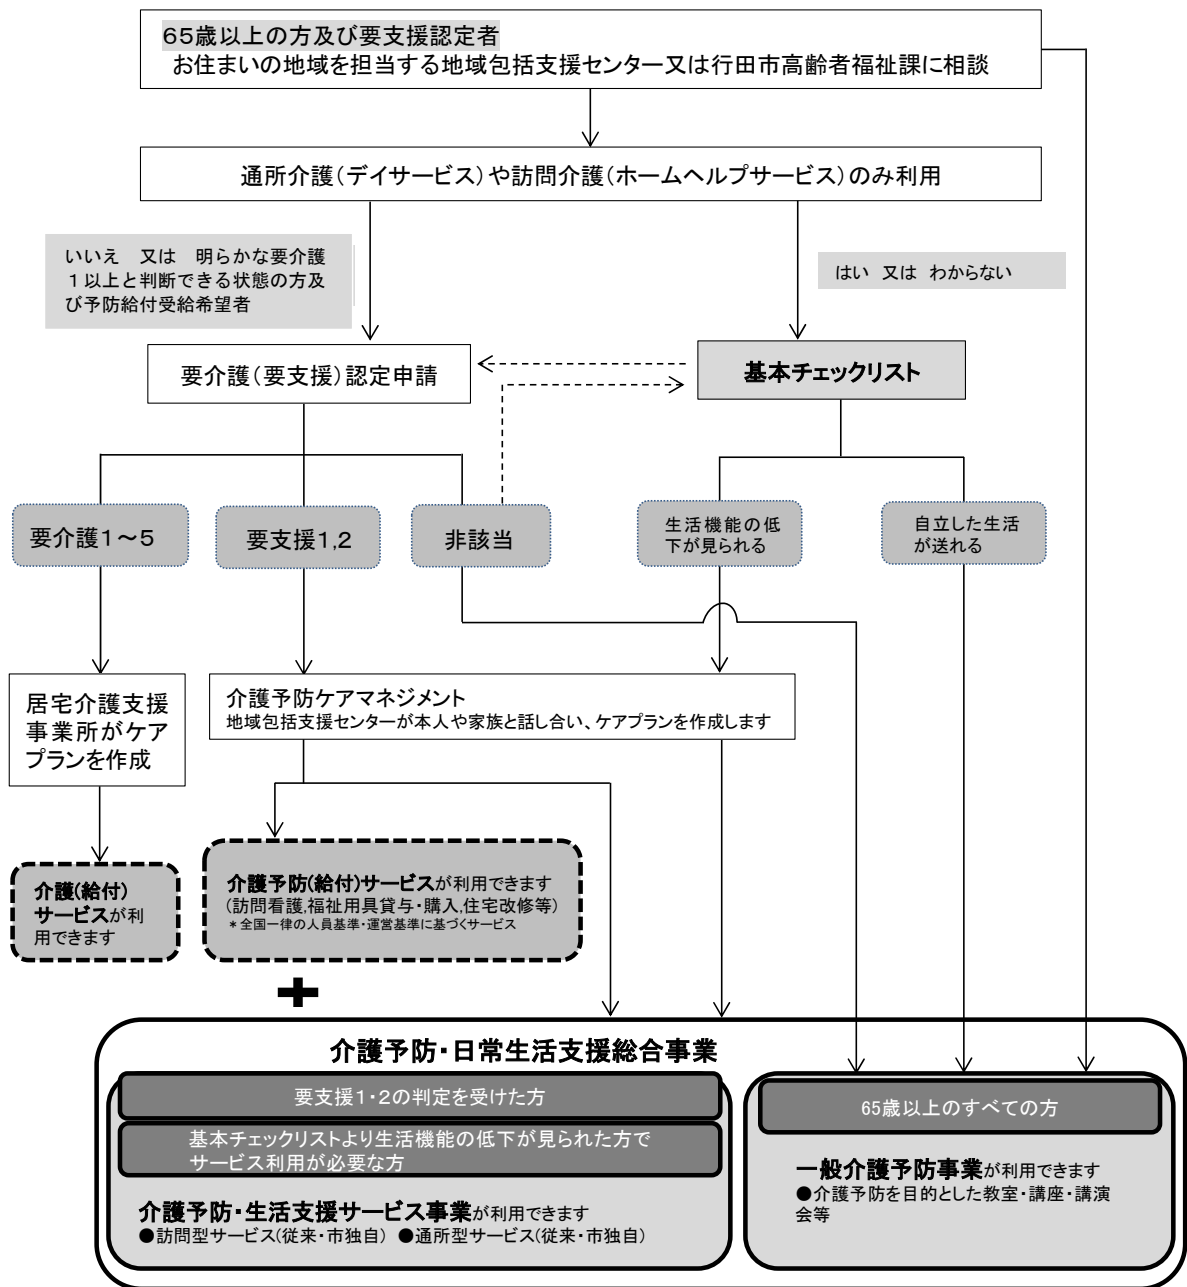 65歳以上の方及び要支援認定者
お住まいの地域を担当する地域包括支援センター又は行田市高齢者福祉課に相談
通所介護(デイサービス)や訪問介護(ホームヘルプサービス)のみ利用
いいえ　又は　明らかな要介護
1以上と判断できる状態の方及
び予防給付受給希望者
はい 又は わからない
要介護(要支援)認定申請
基本チェックリスト
要介護1~5
要支援1,2
非該当
生活機能の低
下が見られる
自立した生活
が送れる
居宅介護支援
事業所がケア
プランを作成
介護予防ケアマネジメント
地域包括支援センターが本人や家族と話し合い、ケアプランを作成します
介護(給付)
サービスが利
用できます
介護予防(給付)サービスが利用できます
(訪問看護,福祉用具貸与・購入,住宅改修等)
*全国一律の人員基準・運営基準に基づくサービス
+
介護予防・日常生活支援総合事業
要支援1・2の判定を受けた方
基本チェックリストより生活機能の低下が見られた方で
サービス利用が必要な方
介護予防・生活支援サービス事業が利用できます
●訪問型サービス(従来・市独自) ●通所型サービス(従来・市独自)
65歳以上のすべての方
一般介護予防事業が利用できます
●介護予防を目的とした教室・講座・講演
会等